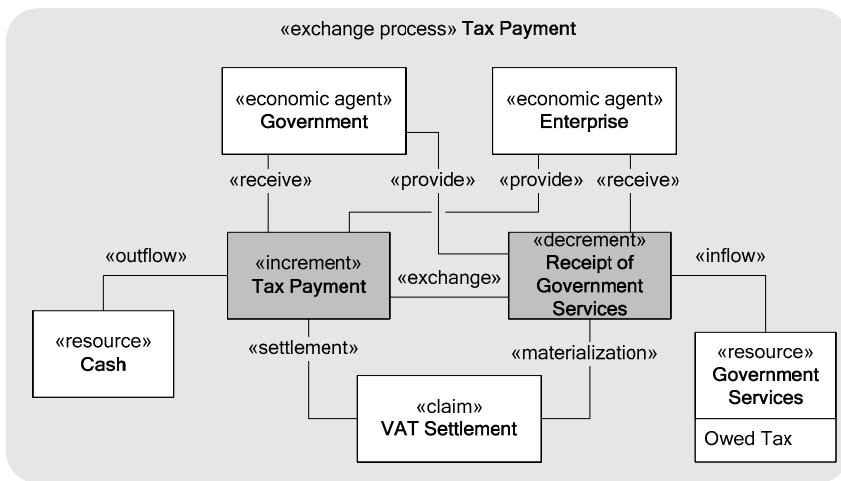 «exchange process» Tax Payment
«economic agent»
Government
«economic agent»
Enterprise
«receive»
«provide»
«provide»
«receive»
«outflow»
«increment»
Tax Payment
«exchange»
«decrement»
Receipt of
Government
Services
«inflow»
«resource»
Cash
«settlement»
«materialization»
«resource»
Government
Services
Owed Tax
«claim»
VAT Settlement